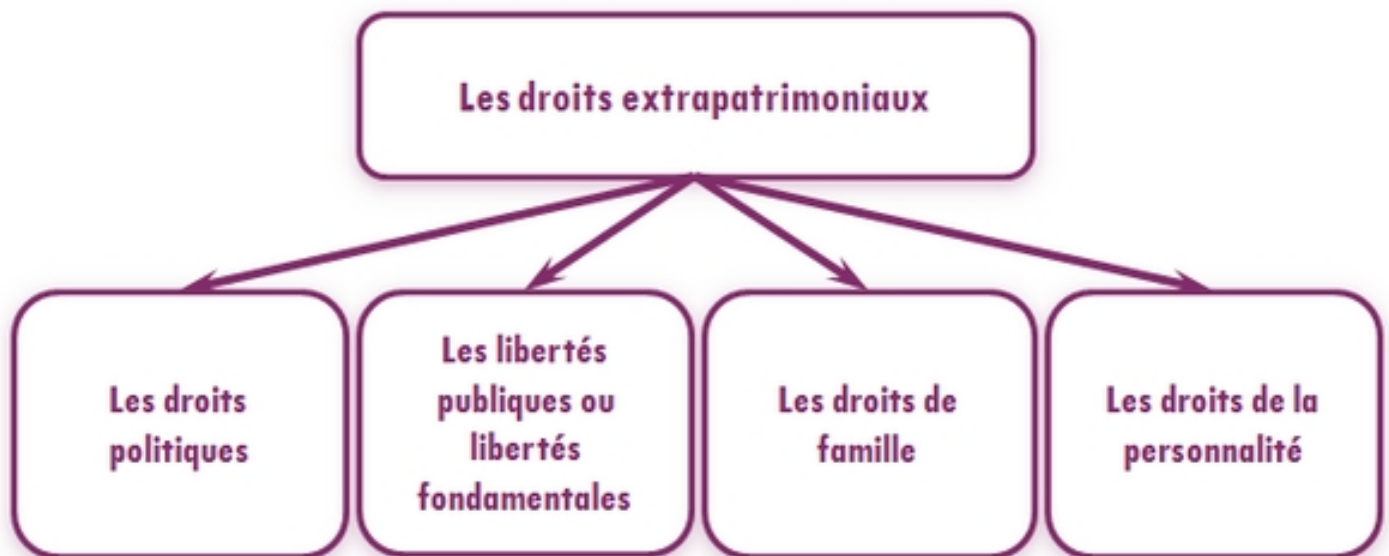 Les droits extrapatrimoniaux
Les droits
politiques
Les libertés
publiques ou
libertés
fondamentales
Les droits de
famille
Les droits de la
personnalité